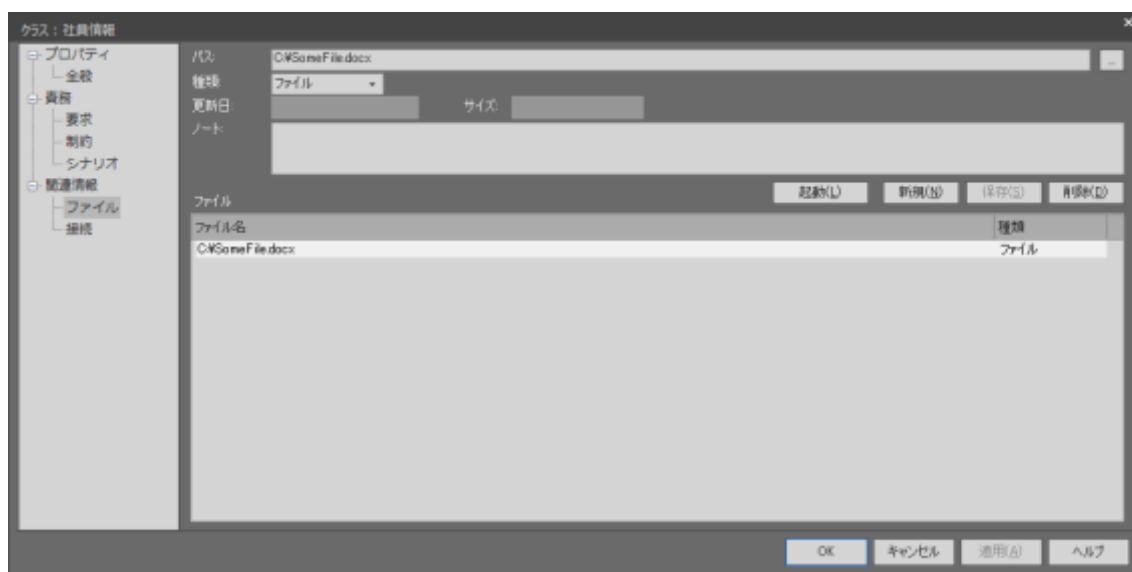 クラス : 社員情報
×
プロパティ
全般
責務
要求
制約
シナリオ
関連情報
ファイル
接続
パス:
C:¥SomeFile.docx
...
種類:
ファイル
更新日:
サイズ:
ノート:
起動(L)
新規(N)
保存(S)
削除(D)
ファイル
ファイル名
種類
C:¥SomeFile.docx
ファイル
OK
キャンセル
適用(A)
ヘルプ